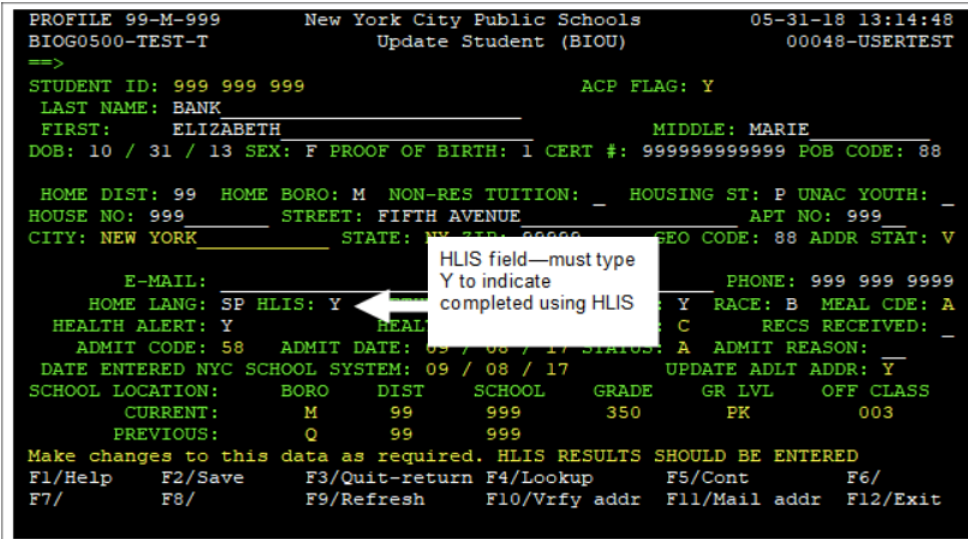 PROFILE 99-M-999 New York City Public Schools 05-31-18 13:14:48
BIOG0500-TEST-T Update Student (BIOU) 00048-USERTEST
==>
STUDENT ID: 999 999 999 ACP FLAG: Y
LAST NAME: BANK
FIRST: ELIZABETH MIDDLE: MARIE
DOB: 10 / 31 / 13 SEX: F PROOF OF BIRTH: 1 CERT #: 999999999999 POB CODE: 88
HOME DIST: 99 HOME BORO: M NON-RES TUITION: _ HOUSING ST: P UNAC YOUTH: _
HOUSE NO: 999 STREET: FIFTH AVENUE APT NO: 999
CITY: NEW YORK STATE: NY ZIP: 99999 GEO CODE: 88 ADDR STAT: V
HLIS field—must type
Y to indicate
completed using HLIS
E-MAIL: PHONE: 999 999 9999
HOME LANG: SP HLIS: Y Y RACE: B MEAL CDE: A
HEALTH ALERT: Y C RECS RECEIVED: _
ADMIT CODE: 58 ADMIT DATE: 09 / 08 / 17 STATUS: A ADMIT REASON: __
DATE ENTERED NYC SCHOOL SYSTEM: 09 / 08 / 17 UPDATE ADLT ADDR: Y
SCHOOL LOCATION: BORO DIST SCHOOL GRADE GR LVL OFF CLASS
CURRENT: M 99 999 350 PK 003
PREVIOUS: Q 99 999
Make changes to this data as required. HLIS RESULTS SHOULD BE ENTERED
F1/Help F2/Save F3/Quit-return F4/Lookup F5/Cont F6/
F7/ F8/ F9/Refresh F10/Vrfy addr F11/Mail addr F12/Exit